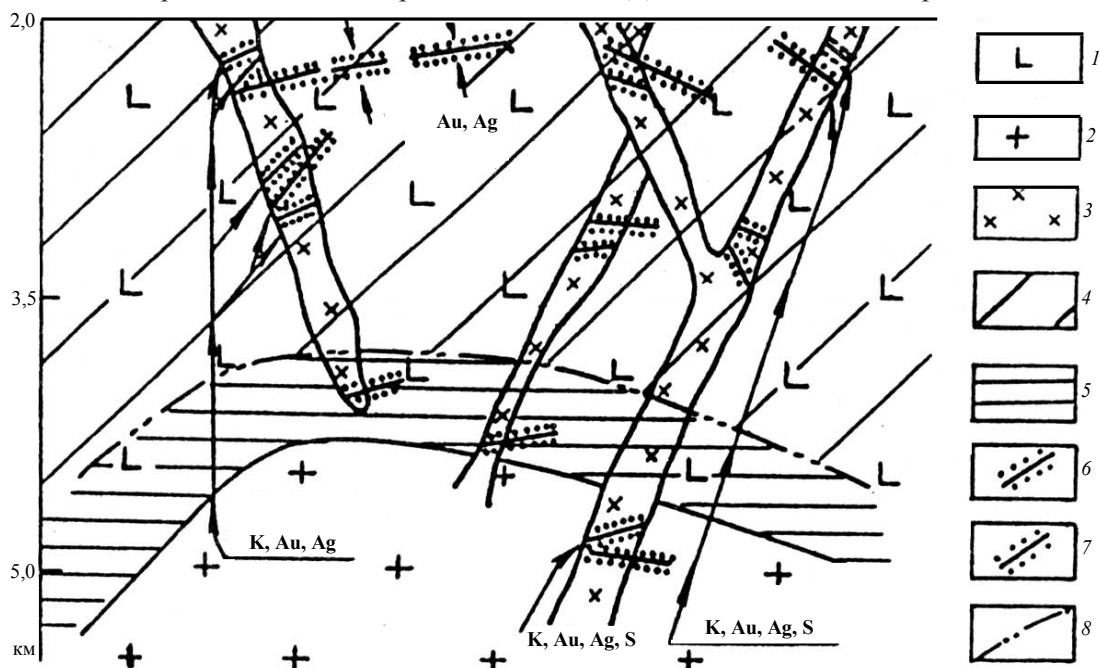 2,0
3,5
5,0
км
Au, Ag
K, Au, Ag
K, Au, Ag, S
K, Au, Ag, S
L 1
+ 2
x x x 3
4
5
6
7
8